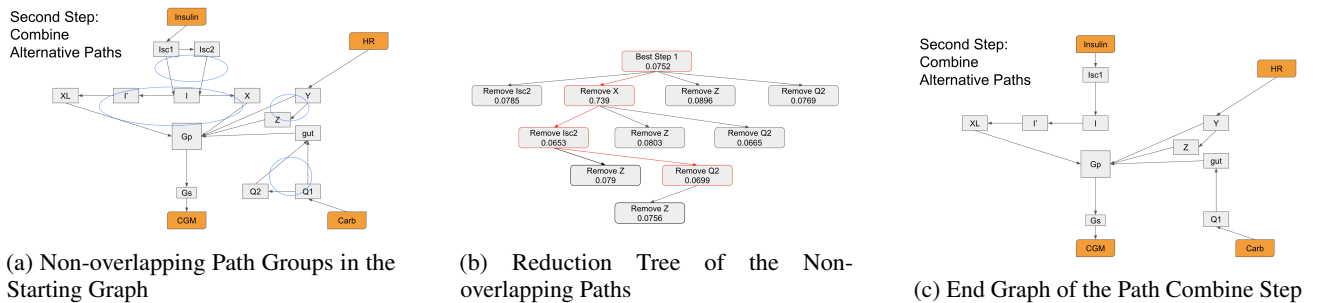 Second Step:
Combine
Alternative Paths
Insulin
Isc1
Isc2
HR
XL
I'
I
X
Y
Z
Gp
gut
Gs
Q2
Q1
CGM
Carb
(a) Non-overlapping Path Groups in the
Starting Graph
Best Step 1
0.0752
Remove Isc2
0.0785
Remove X
0.739
Remove Z
0.0896
Remove Q2
0.0769
Remove Isc2
0.0653
Remove Z
0.0803
Remove Q2
0.0665
Remove Z
0.079
Remove Q2
0.0699
Remove Z
0.0756
(b) Reduction Tree of the Non-
overlapping Paths
Second Step:
Combine
Alternative Paths
Insulin
Isc1
HR
XL
I'
I
Y
Z
Gp
gut
Gs
Q1
CGM
Carb
(c) End Graph of the Path Combine Step